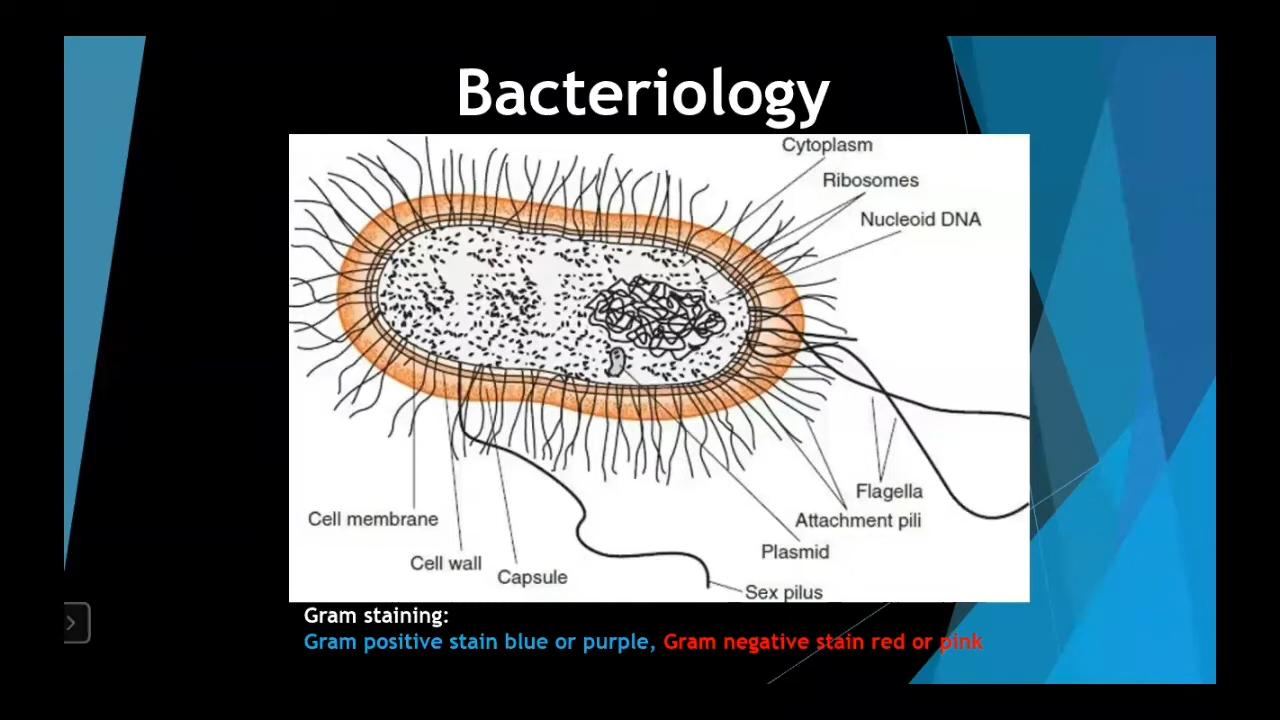 Bacteriology
Cytoplasm
Ribosomes
Nucleoid DNA
Flagella
Attachment pili
Cell membrane
Plasmid
Cell wall
Capsule
Sex pilus
Gram staining:
Gram positive stain blue or purple, Gram negative stain red or pink